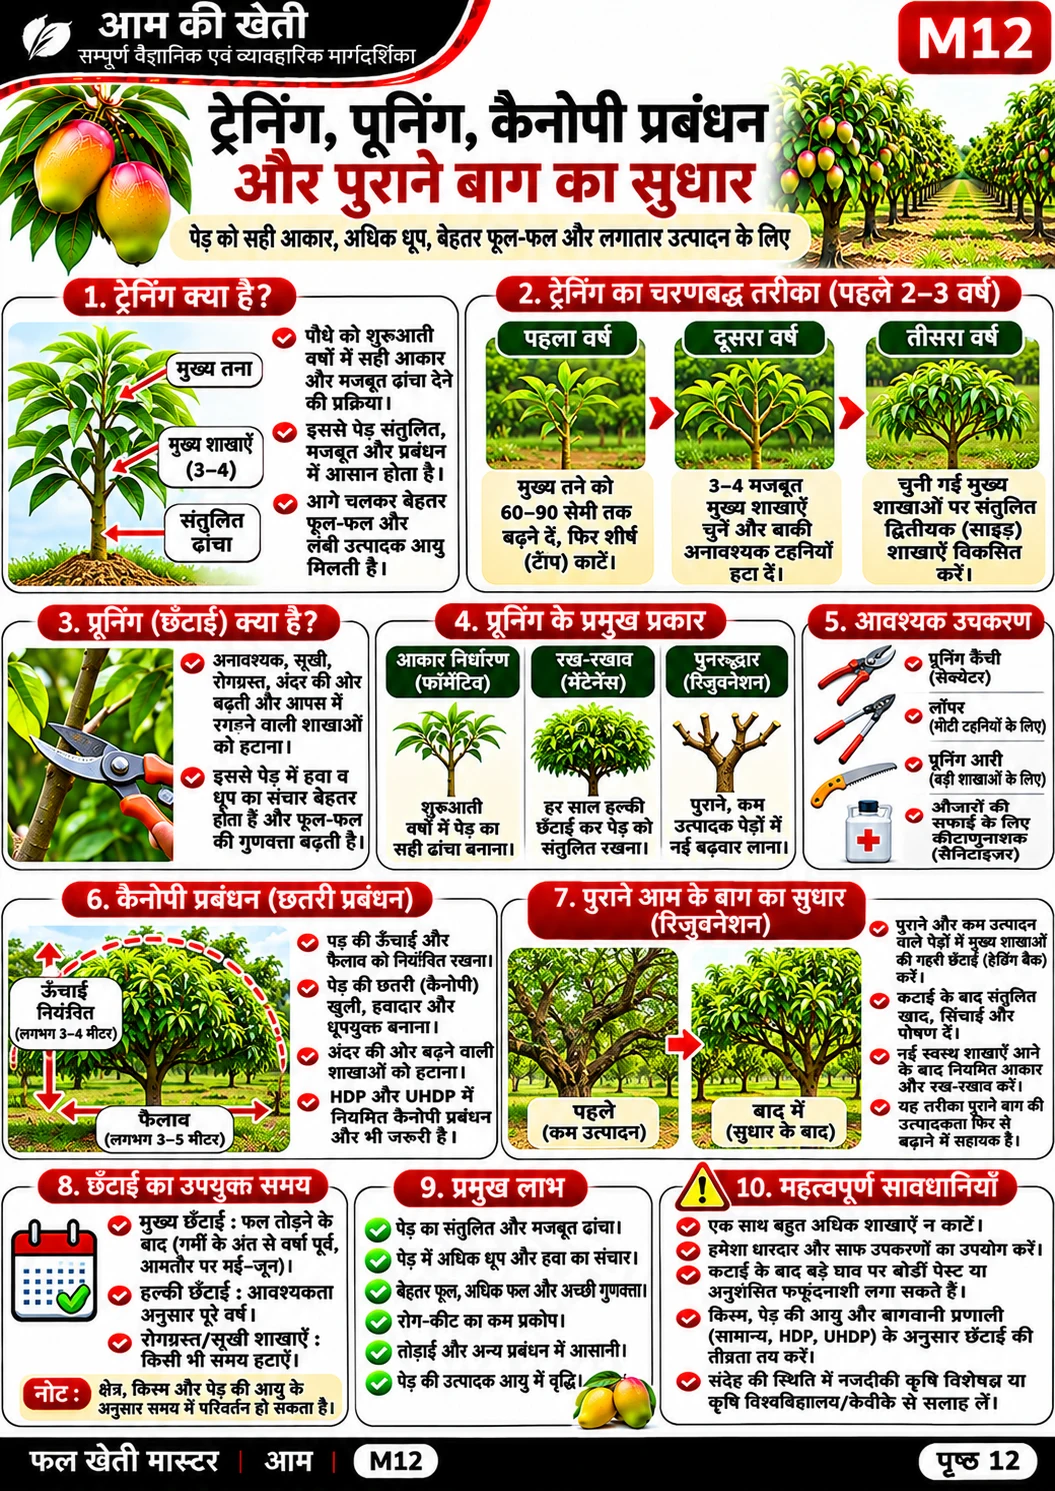 आम की खेती
सम्पूर्ण वैज्ञानिक एवं व्यावहारिक मार्गदर्शिका
M12
ट्रेनिंग, पूनिंग, कैनोपी प्रबंधन
और पुराने बाग का सुधार
पेड़ को सही आकार, अधिक धूप, बेहतर फूल-फल और लगातार उत्पादन के लिए
1. ट्रेनिंग क्या है?
मुख्य तना
मुख्य शाखाएँ
(3–4)
संतुलित
ढांचा
पौधे को शुरुआती
वषों में सही आकार
और मजबूत ढांचा देने
की प्रक्रिया।
इससे पेड़ संतुलित,
मजबूत और प्रबंधन
में आसान होता है।
आगे चलकर बेहतर
फूल-फल और
लंबी उत्पादक आयु
मिलती है।
2. ट्रेनिंग का चरणबद्ध तरीका (पहले 2–3 वर्ष)
पहला वर्ष
मुख्य तने को
60–90 सेमी तक
बढ़ने दें, फिर शीर्ष
(टॉप) काटें।
दूसरा वर्ष
3–4 मजबूत
मुख्य शाखाएँ
चुनें और बाकी
अनावश्यक टहनियों
हटा दें।
तीसरा वर्ष
चुनी गई मुख्य
शाखाओं पर संतुलित
द्वितीयक (साइड़)
शाखाएँ विकसित
करें।
3. प्रूनिंग (छँटाई) क्या है?
अनावश्यक, सूखी,
रोगग्रस्त, अंदर की ओर
बढ़ती और आपस में
रगड़ने वाली शाखाओं
को हटाना।
इससे पेड़ में हवा व
धूप का संचार बेहतर
होता हैं और फूल-फल
की गुणवत्ता बढ़ती है।
4. प्रूनिंग के प्रमुख प्रकार
आकार निर्धारण
(फॉर्मेटिव)
शुरुआती
वर्षों में पेड़ का
सही ढांचा बनाना।
रख-रखाव
(मेंटेनेंस)
हर साल हल्की
छँटाई कर पेड़ को
संतुलित रखना।
पुनरुद्धार
(रिजुवनेशन)
पुराने, कम
उत्पादक पेड़ों में
नई बढ़वार लाना।
5. आवश्यक उचकरण
प्रूनिंग कैंची
(सेक्येटर)
लॉपर
(मोटी टहनियों के लिए)
पूनिंग आरी
(बड़ी शाखाओं के लिए)
औजारों की
सफाई के लिए
कीटाणुनाशक
(सैनिटाइज़र)
6. कैनोपी प्रबंधन (छतरी प्रबंधन)
ऊँचाई
नियंत्रित
(लगभग 3–4 मीटर)
फैलाव
(लगभग 3–5 मीटर)
पड़ की ऊँचाई और
फैलाव को नियंत्रित रखना।
पेड़ की छतरी (कैनोपी)
खुली, हवादार और
धूपयुक्त बनाना।
अंदर की ओर बढ़ने वाली
शाखाओं को हटाना।
HDP और UHDP में
नियमित कैनोपी प्रबंधन
और भी जरूरी है।
7. पुराने आम के बाग का सुधार
(रिजुवनेशन)
पहले
(कम उत्पादन)
बाद में
(सुधार के बाद)
पुराने और कम उत्पादन
वाले पेड़ों में मुख्य शाखाओं
की गहरी छँटाई (हेडिंग बैक)
करें।
कटाई के बाद संतुलित
खाद, सिंचाई और
पोषण दें।
नई स्वस्थ शाखाएँ आने
के बाद नियमित आकार
और रख-रखाव करें।
यह तरीका पूराने बाग की
उत्पादकता फिर से
बढ़ाने में सहायक है।
8. छँटाई का उपयुक्त समय
मुख्य छँटाई : फल तोड़ने के
बाद (गर्मी के अंत से वर्षा पूर्व,
आमतौर पर मई–जून)।
हल्की छँटाई : आवश्यकता
अनुसार पूरे वर्ष।
रोगग्रस्त/सूखी शाखाएँ :
किसी भी समय हटाएँ।
नोट :
क्षेत्र, किस्म और पेड़ की आयु के
अनुसार समय में परिवर्तन हो सकता है।
9. प्रमुख लाभ
पेड़ का संतुलित और मजबूत ढांचा।
पेड़ में अधिक धूप और हवा का संचार।
बेहतर फूल, अधिक फल और अच्छी गुणवत्ता।
रोग-कीट का कम प्रकोप।
तोड़ाई और अन्य प्रबंधन में आसानी।
पेड़ की उत्पादक आयु में वृद्धि।
10. महत्वपूर्ण सावधानियाँ
एक साथ बहुत अधिक शाखाएँ न काटें।
हमेशा धारदार और साफ उपकरणों का उपयोग करें।
कटाई के बाद बड़े घाव पर बोर्डो पेस्ट या
अनुशंसित फफूंदनाशी लगा सकते हैं।
किस्म, पेड़ की आयु और बागवानी प्रणाली
(सामान्य, HDP, UHDP) के अनुसार छँटाई की
तीव्रता तय करें।
संदेह की स्थिति में नजदीकी कृषि विशेषज्ञ या
कृषि /केवीके से सलाह लें।
फल खेती मास्टर | आम | M12
पृष्ठ 12